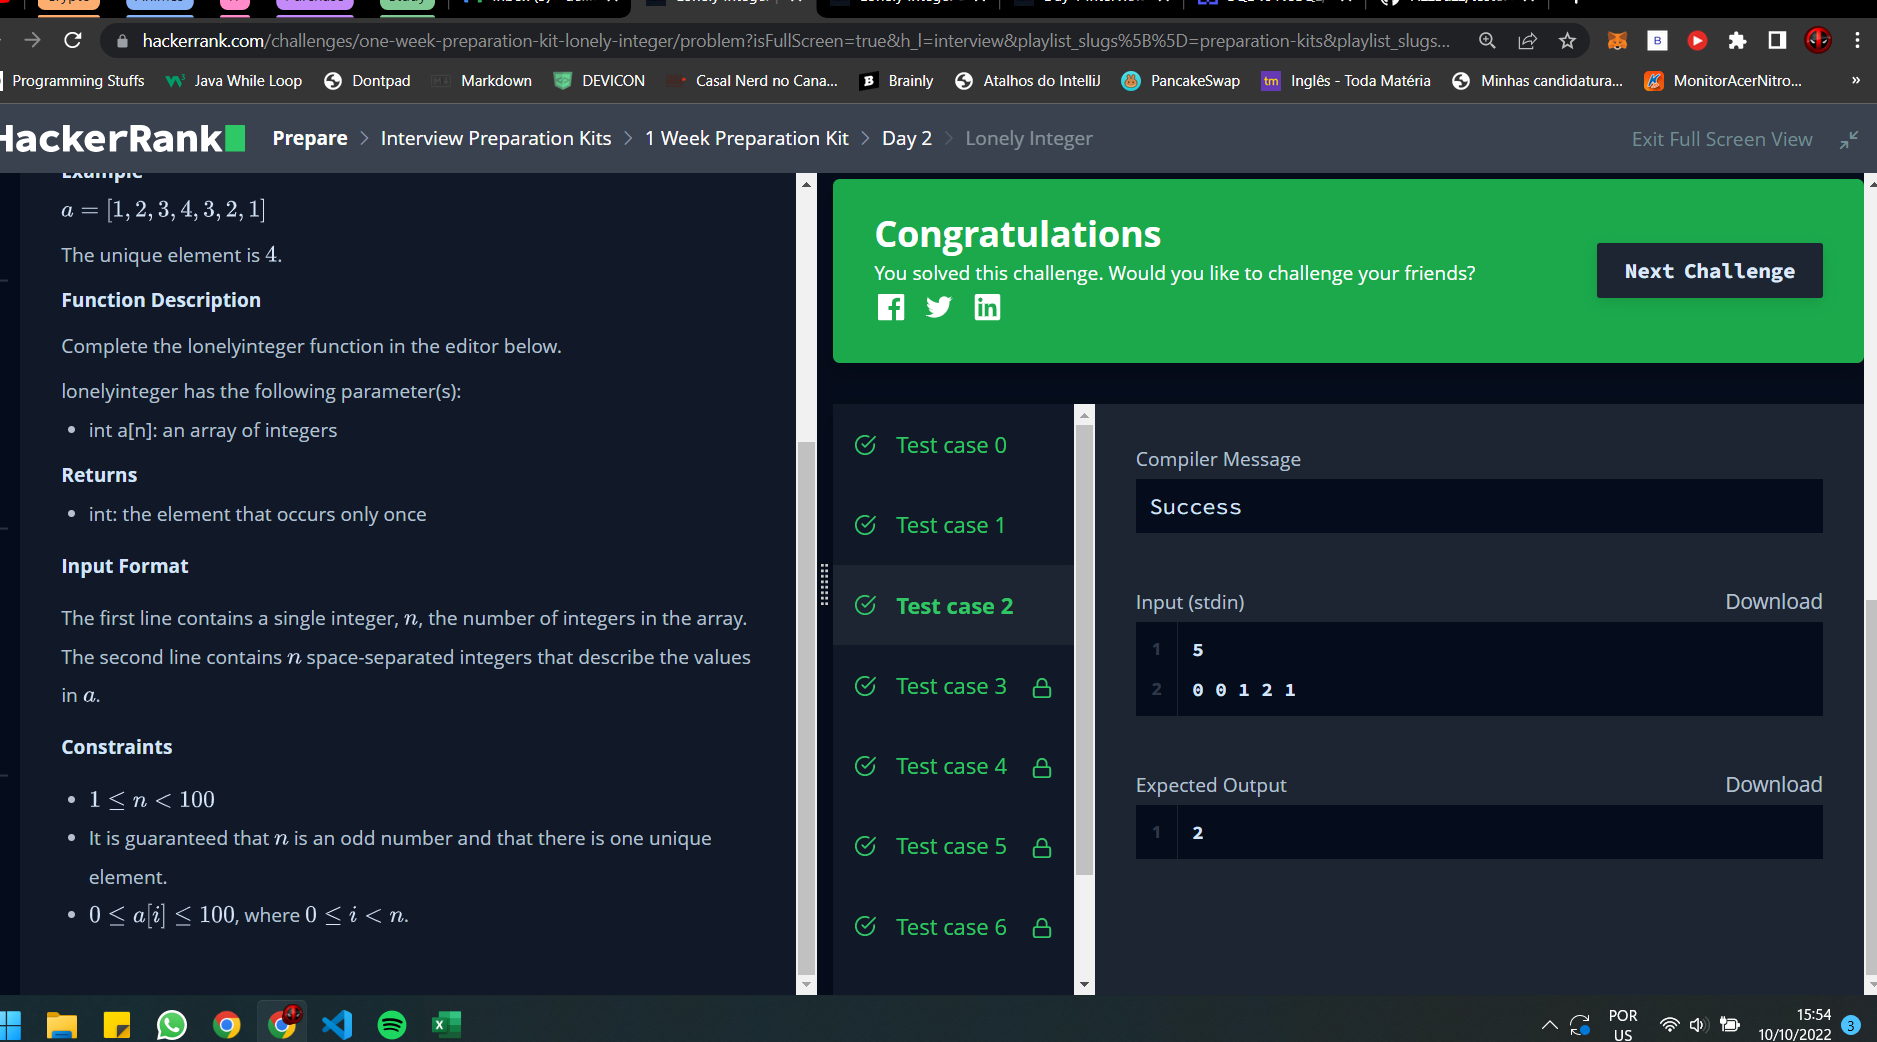 hackerrank.com/challenges/one-week-preparation-kit-lonely-integer/problem?isFullScreen=true&h_l=interview&playlist_slugs%5B%5D=preparation-kits&playlist_slugs...
Programming Stuffs
Java While Loop
Dontpad
Markdown
DEVICON
Casal Nerd no Cana...
Brainly
Atalhos do IntelliJ
PancakeSwap
tm
Inglês - Toda Matéria
Minhas candidatura...
MonitorAcerNitro...
»
HackerRank
Prepare > Interview Preparation Kits > 1 Week Preparation Kit > Day 2 > Lonely Integer
Exit Full Screen View
Example
a = [1, 2, 3, 4, 3, 2, 1]
The unique element is 4.
Function Description
Complete the lonelyinteger function in the editor below.
lonelyinteger has the following parameter(s):
• int a[n]: an array of integers
Returns
• int: the element that occurs only once
Input Format
The first line contains a single integer, n, the number of integers in the array.
The second line contains n space-separated integers that describe the values
in a.
Constraints
• 1 ≤ n < 100
• It is guaranteed that n is an odd number and that there is one unique
element.
• 0 ≤ a[i] ≤ 100, where 0 ≤ i < n.
Congratulations
You solved this challenge. Would you like to challenge your friends?
Next Challenge
Test case 0
Test case 1
Test case 2
Test case 3
Test case 4
Test case 5
Test case 6
Compiler Message
Success
Input (stdin)
Download
1 5
2 0 0 1 2 1
Expected Output
Download
1 2
POR
US
15:54
10/10/2022
3